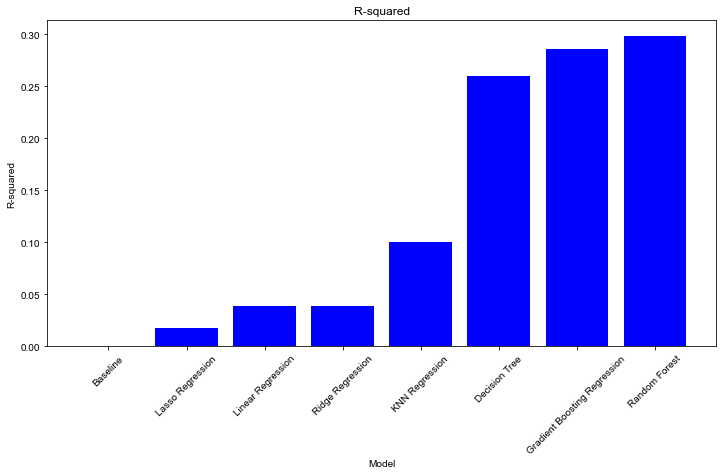 R-squared
0.30
0.25
0.20
0.15
0.10
0.05
0.00
R-squared
Baseline
Lasso Regression
Linear Regression
Ridge Regression
KNN Regression
Decision Tree
Gradient Boosting Regression
Random Forest
Model